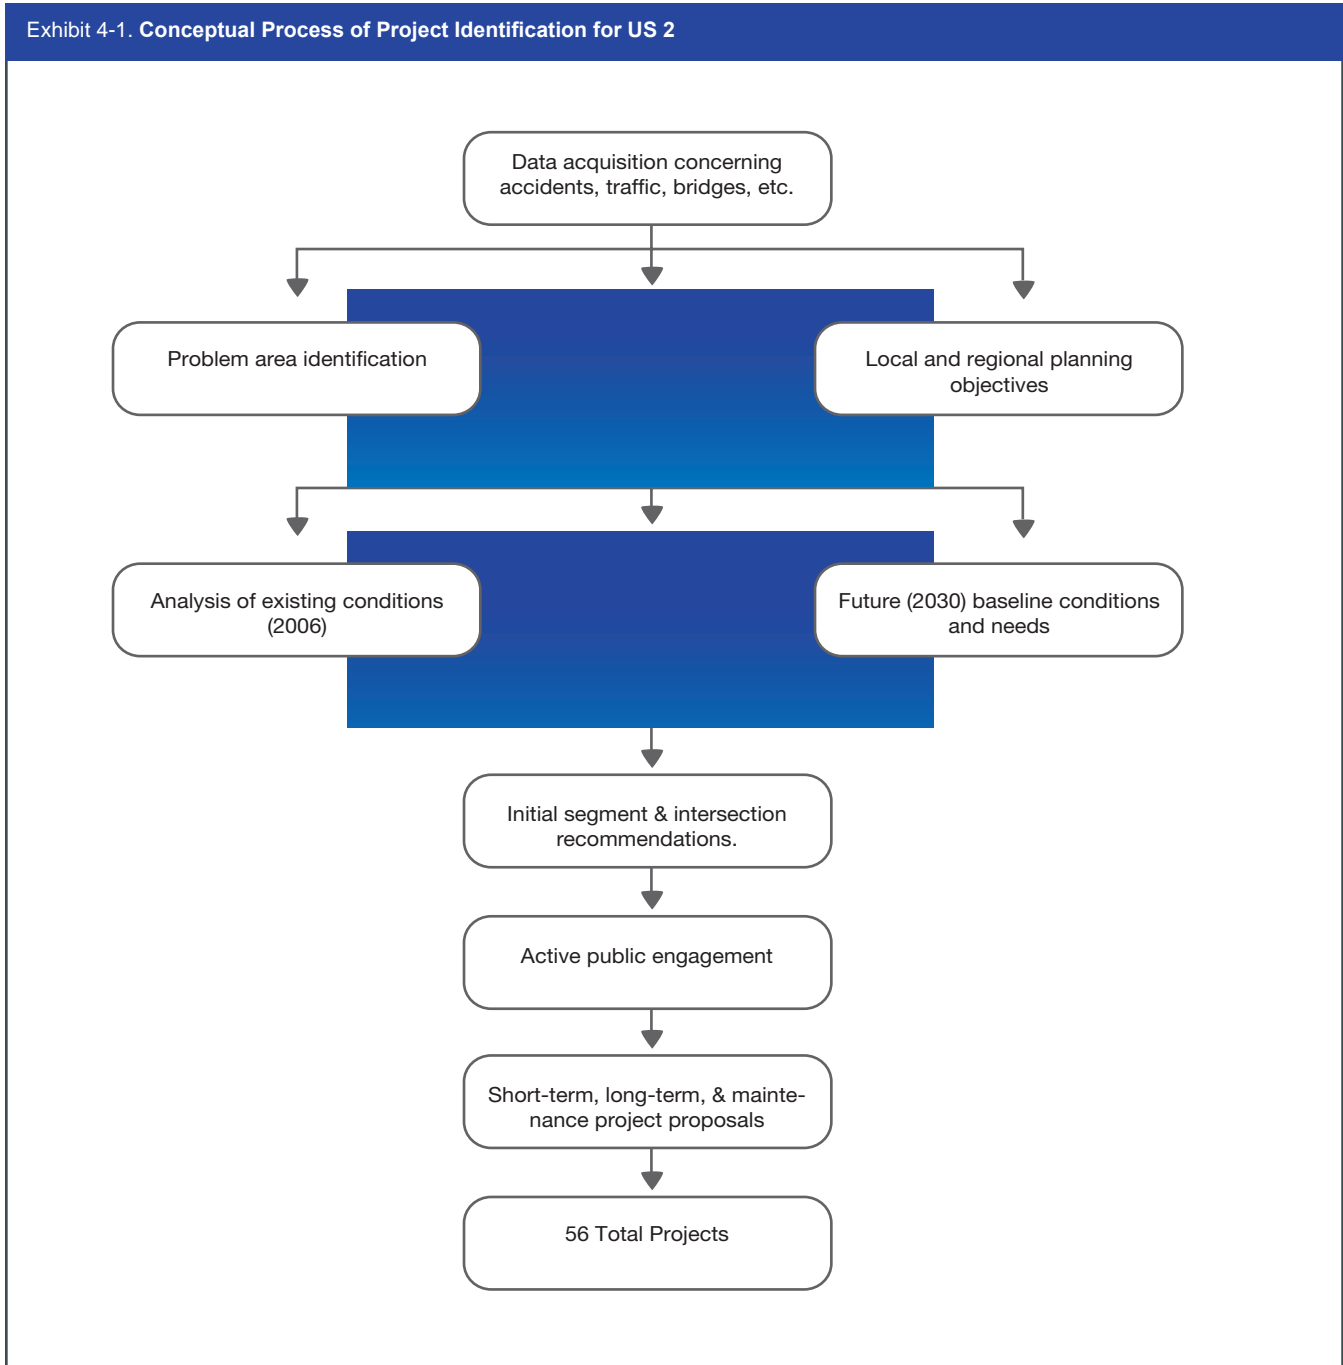 Exhibit 4-1. Conceptual Process of Project Identification for US 2
Data acquisition concerning
accidents, traffic, bridges, etc.
Problem area identification
Local and regional planning
objectives
Analysis of existing conditions
(2006)
Future (2030) baseline conditions
and needs
Initial segment & intersection
recommendations.
Active public engagement
Short-term, long-term, & mainte-
nance project proposals
56 Total Projects